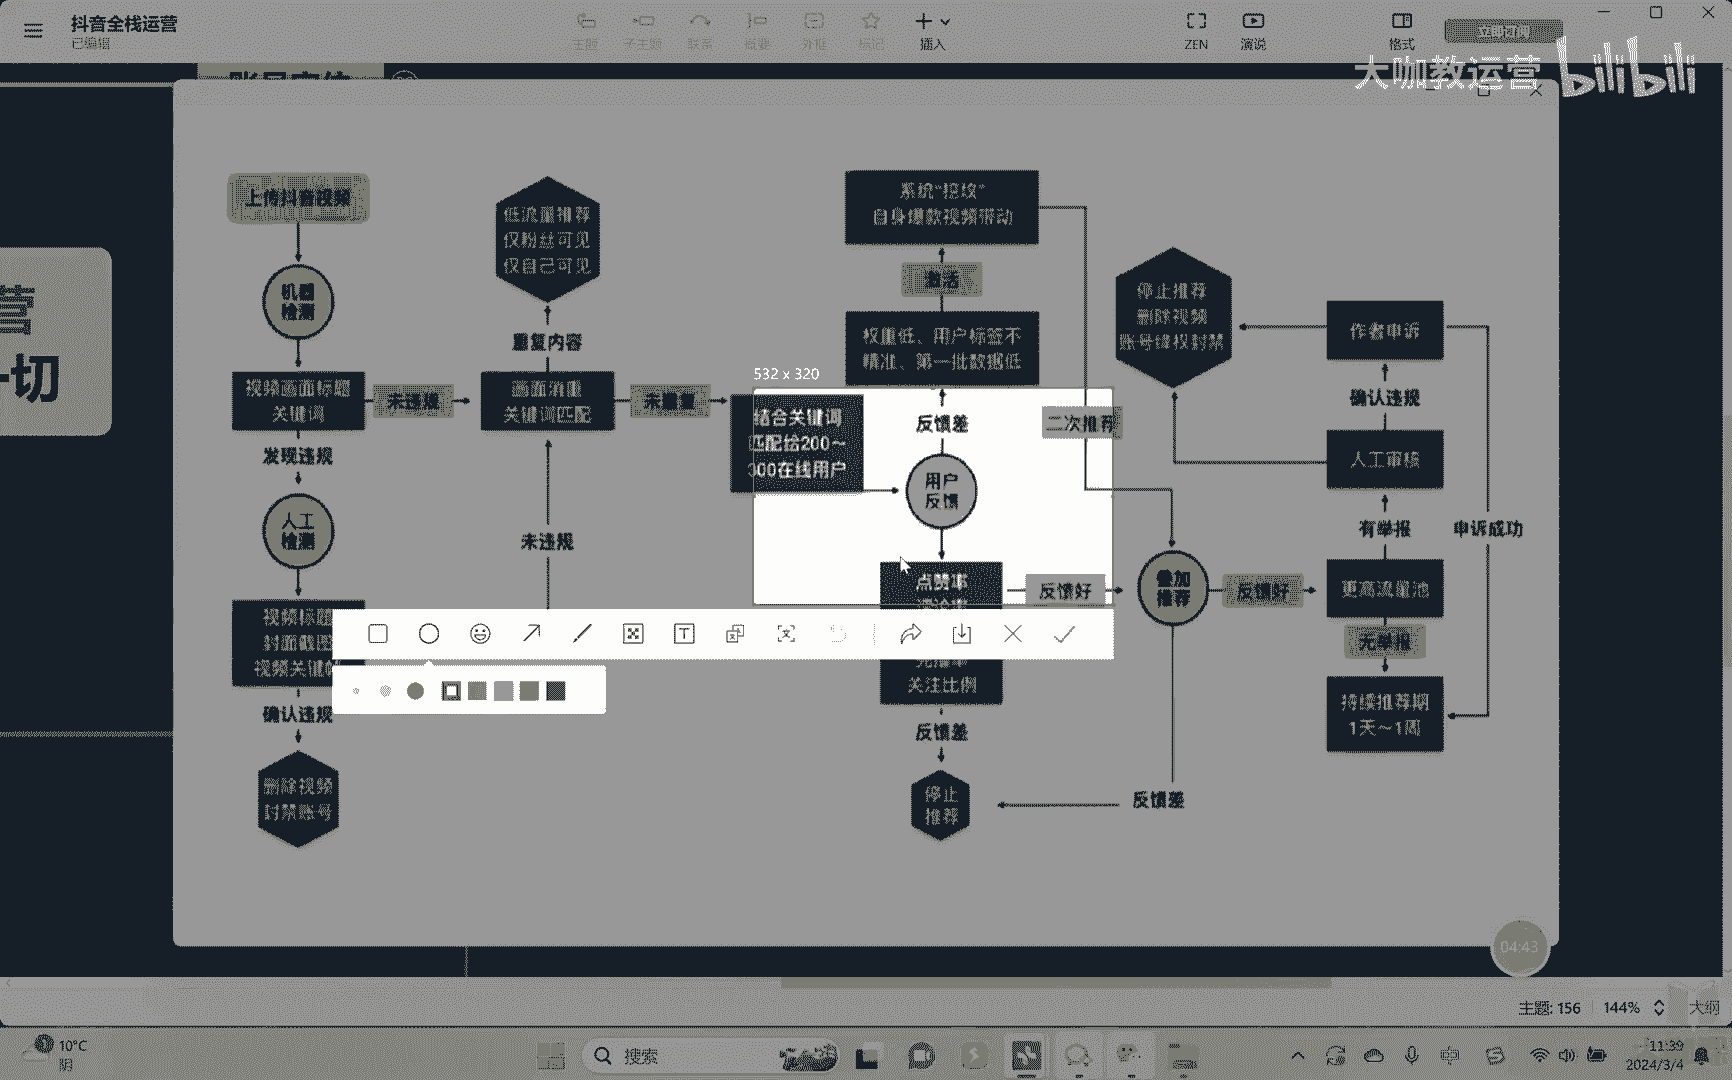 抖音全栈运营
已编辑
主题
子主题
联系
概要
外框
标记
插入
ZEN
演说
格式
立即订阅
大咖教运营
bilibili
营
一切
上传抖音视频
机器
检测
视频画面标题
关键词
未违规
发现违规
人工
检测
视频标题
封面截图
视频关键帧
确认违规
删除视频
封禁账号
低流量推荐
仅粉丝可见
仅自己可见
重复内容
画面消重
关键词匹配
未重复
未违规
532 x 320
结合关键词
匹配给200~
300在线用户
系统“挖坟”
自身爆款视频带动
激活
权重低、用户标签不
精准、第一批数据低
反馈差
用户
反馈
二次推荐
点赞率
完播率
关注比例
反馈好
反馈差
停止
推荐
叠加
推荐
反馈差
反馈好
停止推荐
删除视频
账号降权封禁
作者申诉
确认违规
人工审核
有举报
申诉成功
更高流量池
无举报
持续推荐期
1天~1周
04:43
主题: 156
144%
大纲
10°C
阴
搜索
中
11:39
2024/3/4